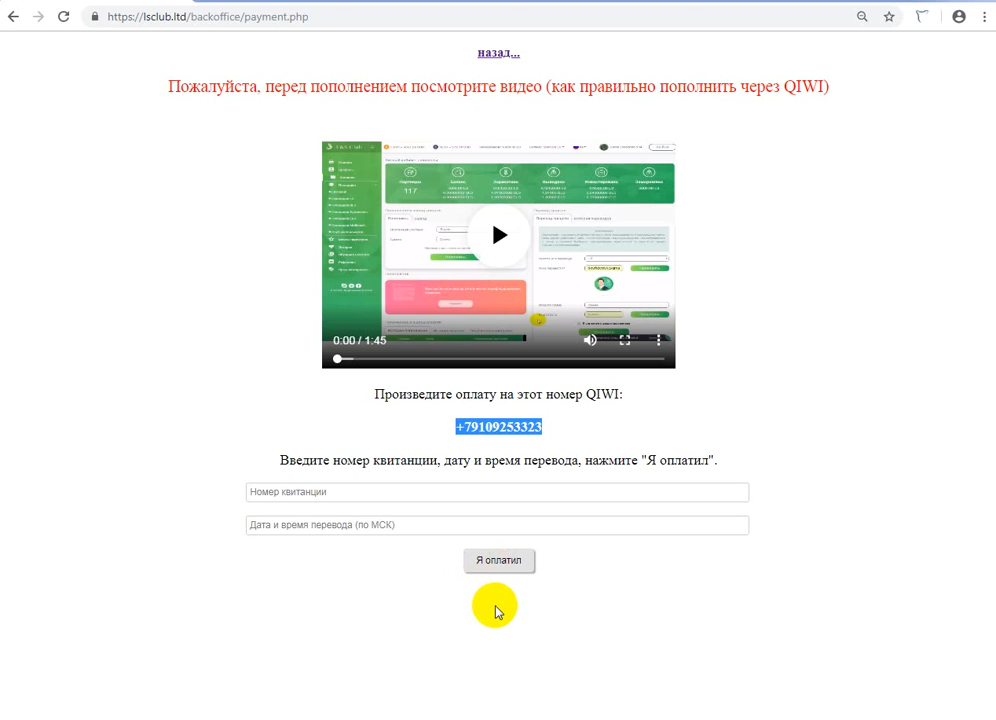 https://lsclub.ltd/backoffice/payment.php
назад...
Пожалуйста, перед пополнением посмотрите видео (как правильно пополнить через QIWI)
117
0:00 / 1:45
Произведите оплату на этот номер QIWI:
+79109253323
Введите номер квитанции, дату и время перевода, нажмите "Я оплатил".
Номер квитанции
Дата и время перевода (по МСК)
Я оплатил